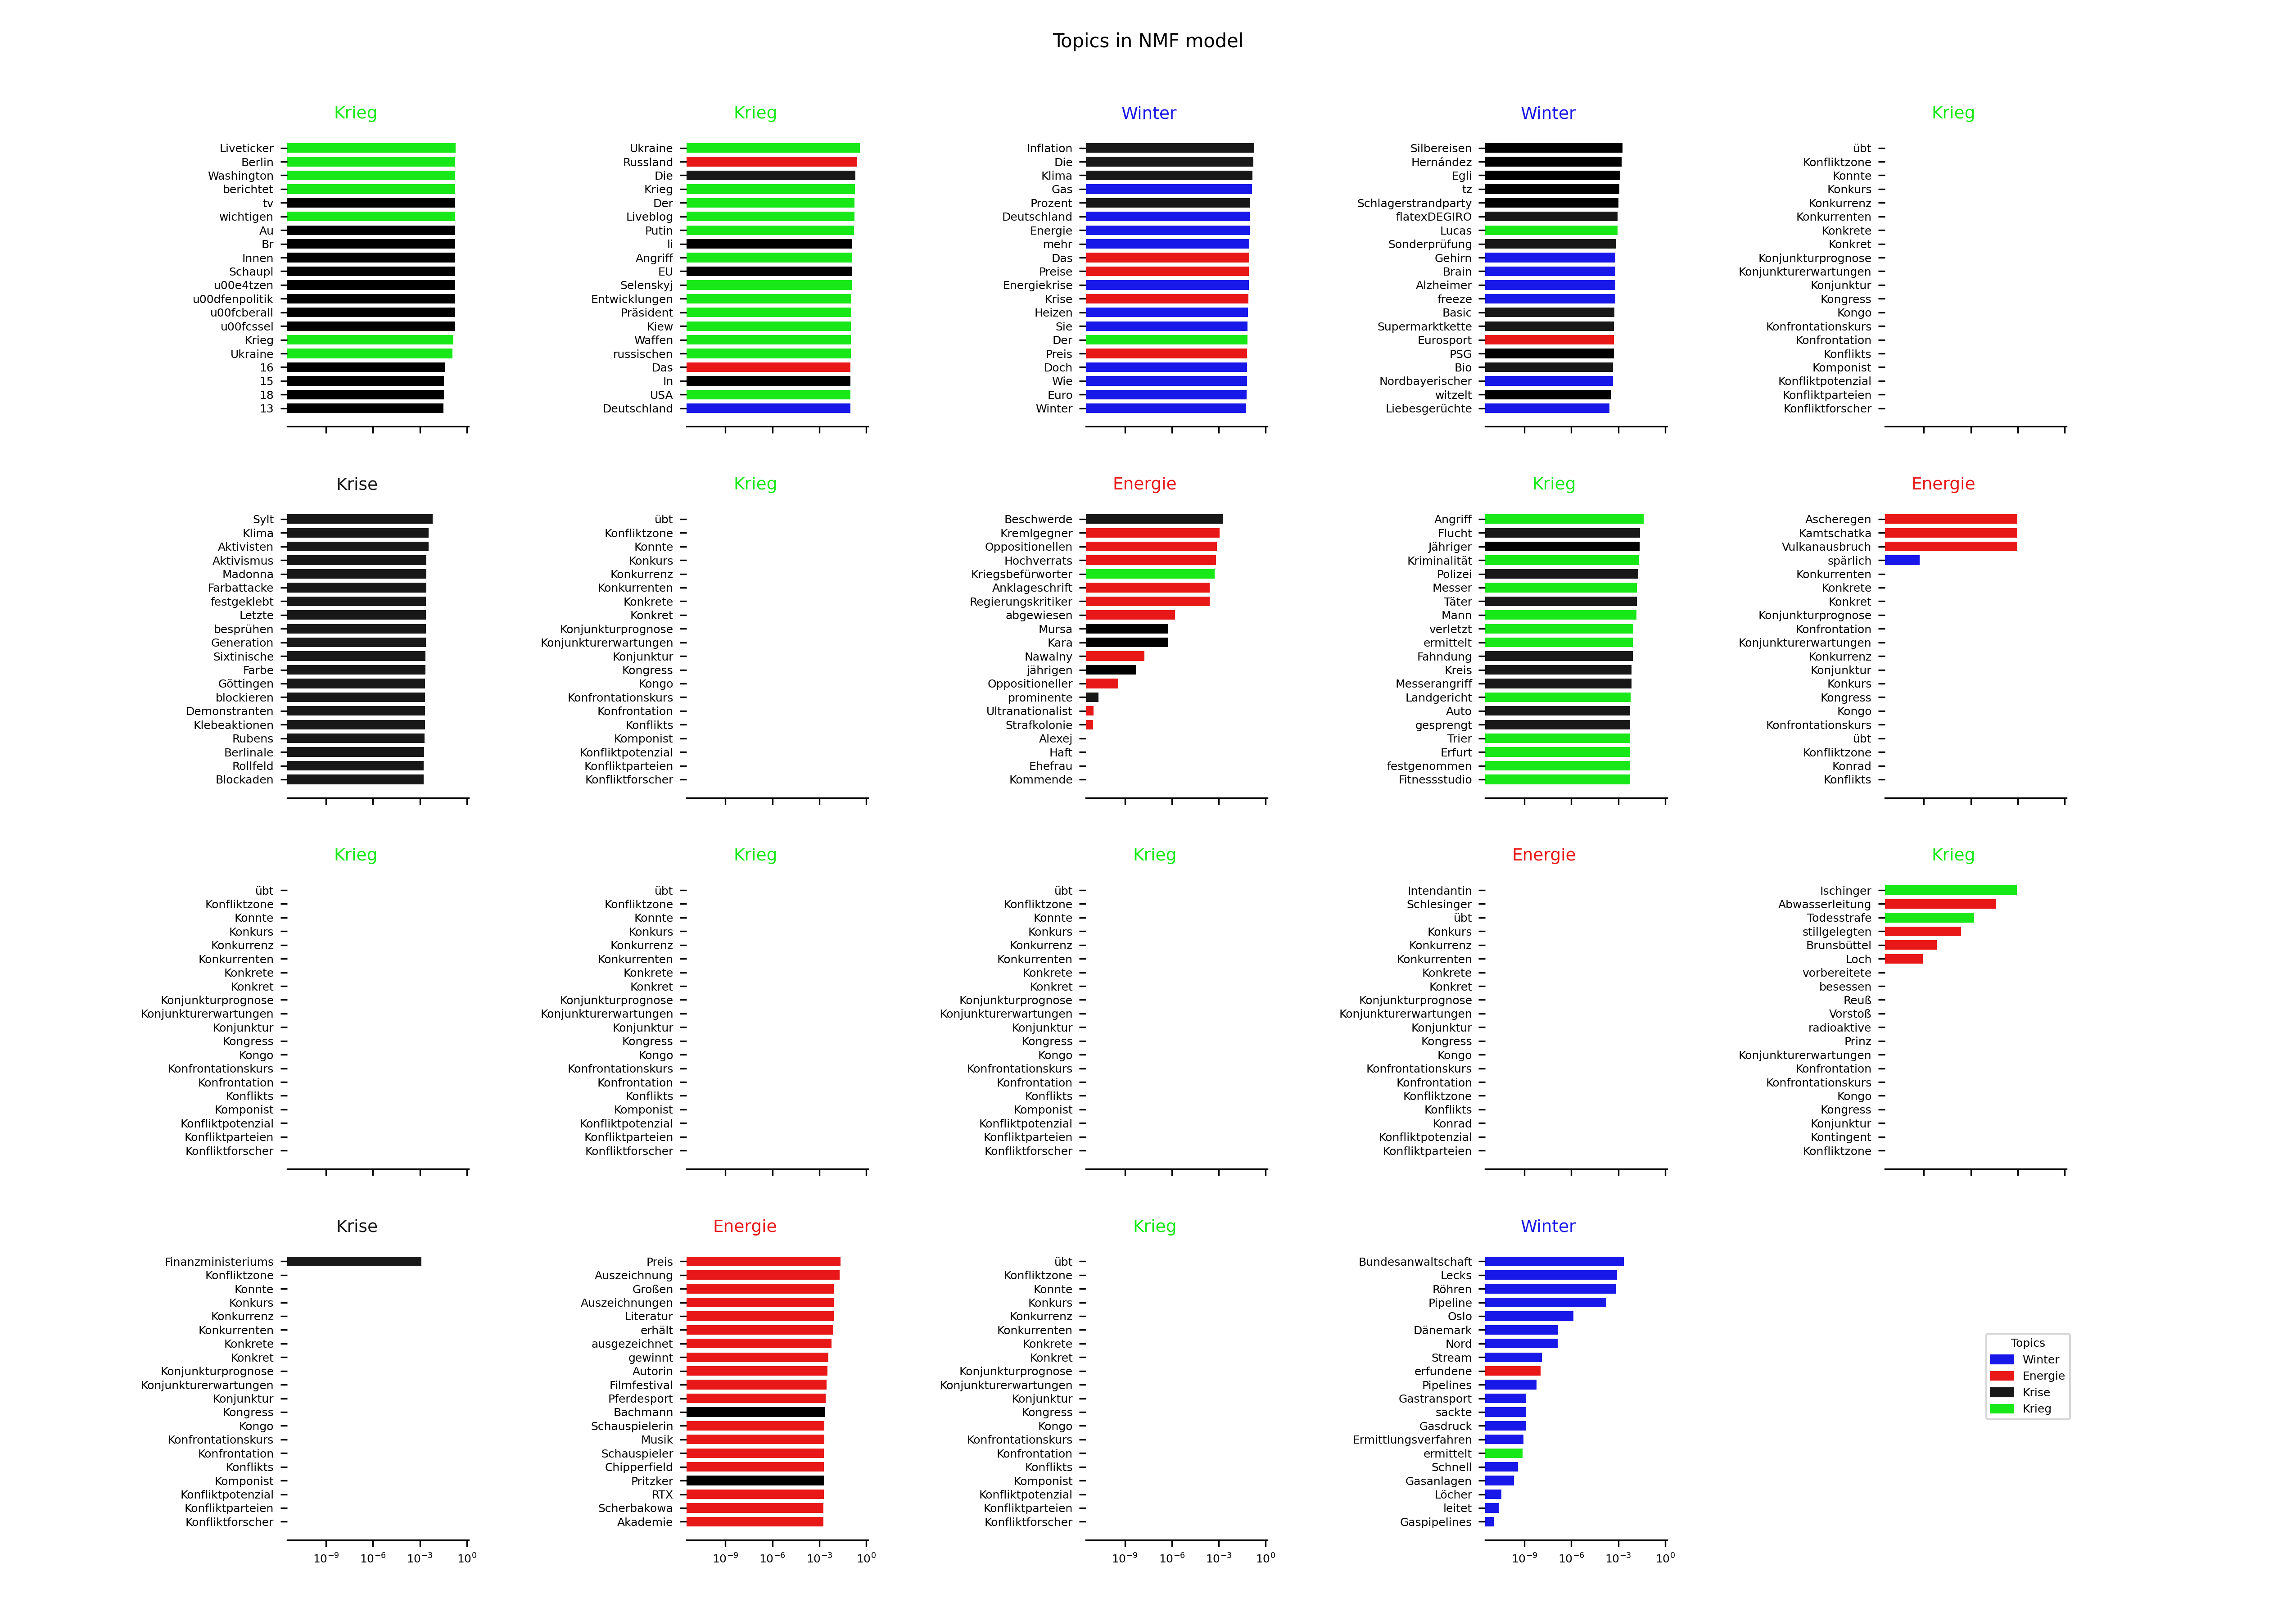 Topics in NMF model
Krieg
Liveticker
Berlin
Washington
berichtet
tv
wichtigen
Au
Br
Innen
Schaupl
u00e4tzen
u00dfenpolitik
u00fcberall
u00fcssel
Krieg
Ukraine
16
15
18
13
Krieg
Ukraine
Russland
Die
Krieg
Der
Liveblog
Putin
li
Angriff
EU
Selenskyj
Entwicklungen
Präsident
Kiew
Waffen
russischen
Das
In
USA
Deutschland
Winter
Inflation
Die
Klima
Gas
Prozent
Deutschland
Energie
mehr
Das
Preise
Energiekrise
Krise
Heizen
Sie
Der
Preis
Doch
Wie
Euro
Winter
Winter
Silbereisen
Hernández
Egli
tz
Schlagerstrandparty
flatexDEGIRO
Lucas
Sonderprüfung
Gehirn
Brain
Alzheimer
freeze
Basic
Supermarktkette
Eurosport
PSG
Bio
Nordbayerischer
witzelt
Liebesgerüchte
Krieg
übt
Konfliktzone
Konnte
Konkurs
Konkurrenz
Konkurrenten
Konkrete
Konkret
Konjunkturprognose
Konjunkturerwartungen
Konjunktur
Kongress
Kongo
Konfrontationskurs
Konfrontation
Konflikts
Komponist
Konfliktpotenzial
Konfliktparteien
Konfliktforscher
Krise
Sylt
Klima
Aktivisten
Aktivismus
Madonna
Farbattacke
festgeklebt
Letzte
besprühen
Generation
Sixtinische
Farbe
Göttingen
blockieren
Demonstranten
Klebeaktionen
Rubens
Berlinale
Rollfeld
Blockaden
Krieg
übt
Konfliktzone
Konnte
Konkurs
Konkurrenz
Konkurrenten
Konkrete
Konkret
Konjunkturprognose
Konjunkturerwartungen
Konjunktur
Kongress
Kongo
Konfrontationskurs
Konfrontation
Konflikts
Komponist
Konfliktpotenzial
Konfliktparteien
Konfliktforscher
Energie
Beschwerde
Kremlgegner
Oppositionellen
Hochverrats
Kriegsbefürworter
Anklageschrift
Regierungskritiker
abgewiesen
Mursa
Kara
Nawalny
jährigen
Oppositioneller
prominente
Ultranationalist
Strafkolonie
Alexej
Haft
Ehefrau
Kommende
Krieg
Angriff
Flucht
Jähriger
Kriminalität
Polizei
Messer
Täter
Mann
verletzt
ermittelt
Fahndung
Kreis
Messerangriff
Landgericht
Auto
gesprengt
Trier
Erfurt
festgenommen
Fitnessstudio
Energie
Ascheregen
Kamtschatka
Vulkanausbruch
spärlich
Konkurrenten
Konkrete
Konkret
Konjunkturprognose
Konfrontation
Konjunkturerwartungen
Konkurrenz
Konjunktur
Konkurs
Kongress
Kongo
Konfrontationskurs
übt
Konfliktzone
Konrad
Konflikts
Krieg
übt
Konfliktzone
Konnte
Konkurs
Konkurrenz
Konkurrenten
Konkrete
Konkret
Konjunkturprognose
Konjunkturerwartungen
Konjunktur
Kongress
Kongo
Konfrontationskurs
Konfrontation
Konflikts
Komponist
Konfliktpotenzial
Konfliktparteien
Konfliktforscher
Krieg
übt
Konfliktzone
Konnte
Konkurs
Konkurrenz
Konkurrenten
Konkrete
Konkret
Konjunkturprognose
Konjunkturerwartungen
Konjunktur
Kongress
Kongo
Konfrontationskurs
Konfrontation
Konflikts
Komponist
Konfliktpotenzial
Konfliktparteien
Konfliktforscher
Krieg
übt
Konfliktzone
Konnte
Konkurs
Konkurrenz
Konkurrenten
Konkrete
Konkret
Konjunkturprognose
Konjunkturerwartungen
Konjunktur
Kongress
Kongo
Konfrontationskurs
Konfrontation
Konflikts
Komponist
Konfliktpotenzial
Konfliktparteien
Konfliktforscher
Energie
Intendantin
Schlesinger
übt
Konkurs
Konkurrenz
Konkurrenten
Konkrete
Konkret
Konjunkturprognose
Konjunkturerwartungen
Konjunktur
Kongress
Kongo
Konfrontationskurs
Konfrontation
Konfliktzone
Konflikts
Konrad
Konfliktpotenzial
Konfliktparteien
Krieg
Ischinger
Abwasserleitung
Todesstrafe
stillgelegten
Brunsbüttel
Loch
vorbereitete
besessen
Reuß
Vorstoß
radioaktive
Prinz
Konjunkturerwartungen
Konfrontation
Konfrontationskurs
Kongo
Kongress
Konjunktur
Kontingent
Konfliktzone
Krise
Finanzministeriums
Konfliktzone
Konnte
Konkurs
Konkurrenz
Konkurrenten
Konkrete
Konkret
Konjunkturprognose
Konjunkturerwartungen
Konjunktur
Kongress
Kongo
Konfrontationskurs
Konfrontation
Konflikts
Komponist
Konfliktpotenzial
Konfliktparteien
Konfliktforscher
10⁻⁹ 10⁻⁶ 10⁻³ 10⁰
Energie
Preis
Auszeichnung
Großen
Auszeichnungen
Literatur
erhält
ausgezeichnet
gewinnt
Autorin
Filmfestival
Pferdesport
Bachmann
Schauspielerin
Musik
Schauspieler
Chipperfield
Pritzker
RTX
Scherbakowa
Akademie
10⁻⁹ 10⁻⁶ 10⁻³ 10⁰
Krieg
übt
Konfliktzone
Konnte
Konkurs
Konkurrenz
Konkurrenten
Konkrete
Konkret
Konjunkturprognose
Konjunkturerwartungen
Konjunktur
Kongress
Kongo
Konfrontationskurs
Konfrontation
Konflikts
Komponist
Konfliktpotenzial
Konfliktparteien
Konfliktforscher
10⁻⁹ 10⁻⁶ 10⁻³ 10⁰
Winter
Bundesanwaltschaft
Lecks
Röhren
Pipeline
Oslo
Dänemark
Nord
Stream
erfundene
Pipelines
Gastransport
sackte
Gasdruck
Ermittlungsverfahren
ermittelt
Schnell
Gasanlagen
Löcher
leitet
Gaspipelines
10⁻⁹ 10⁻⁶ 10⁻³ 10⁰
Topics
Winter
Energie
Krise
Krieg